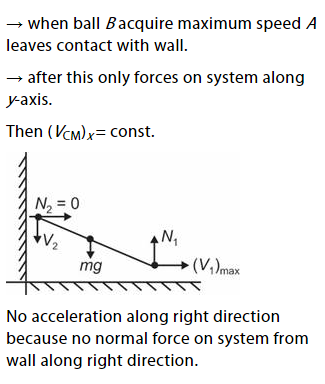 → when ball B acquire maximum speed A
leaves contact with wall.
→ after this only forces on system along
y-axis.
Then (V_CM)_x = const.
N₂ = 0
V₂
N₁
mg
(V₁)max
No acceleration along right direction
because no normal force on system from
wall along right direction.